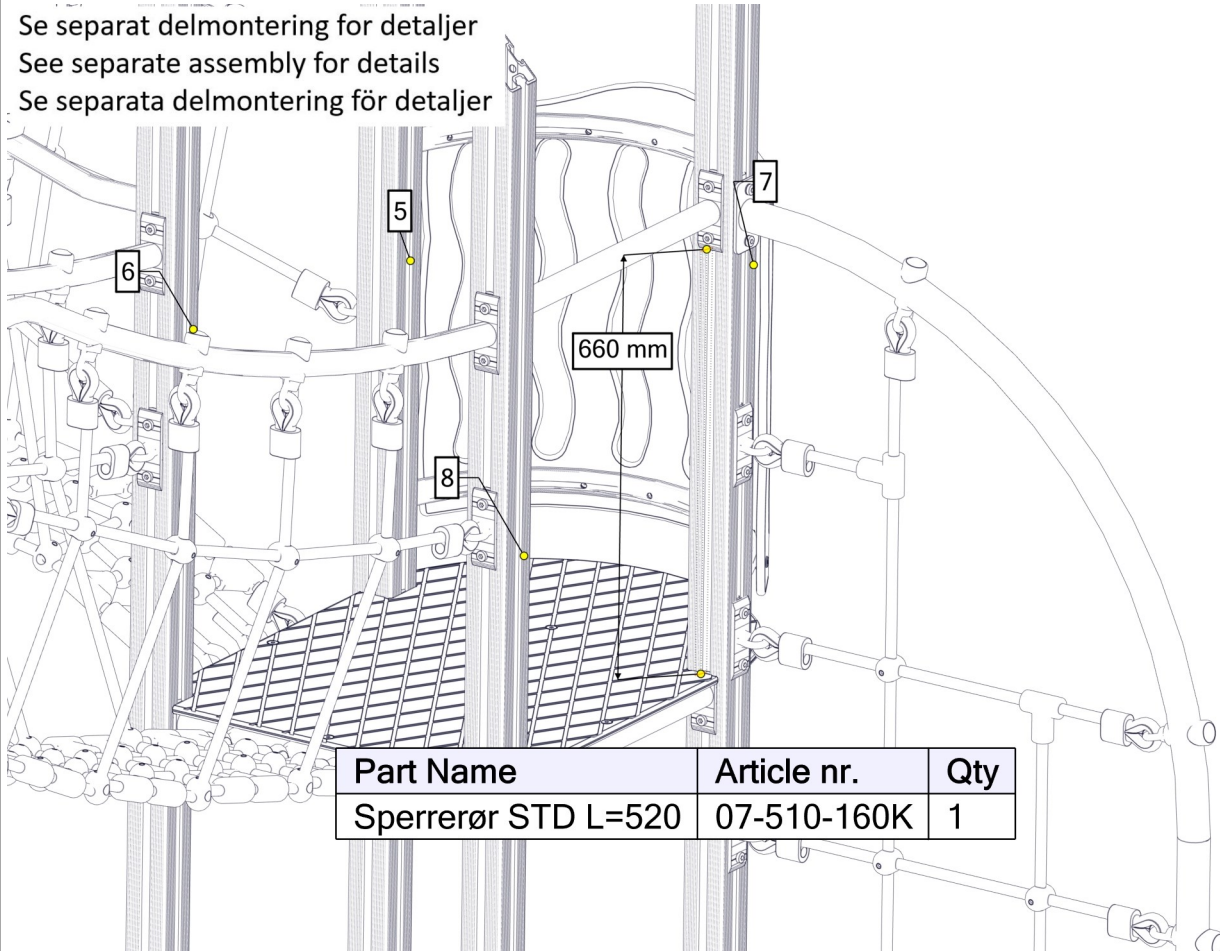 Se separat delmontering for detaljer
See separate assembly for details
Se separata delmontering för detaljer
5
7
6
660 mm
8
Part Name Article nr. Qty
Sperrerør STD L=520 07-510-160K 1